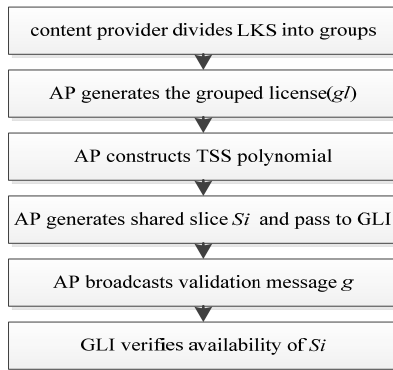 content provider divides LKS into groups
AP generates the grouped license(gl)
AP constructs TSS polynomial
AP generates shared slice Si and pass to GLI
AP broadcasts validation message g
GLI verifies availability of Si